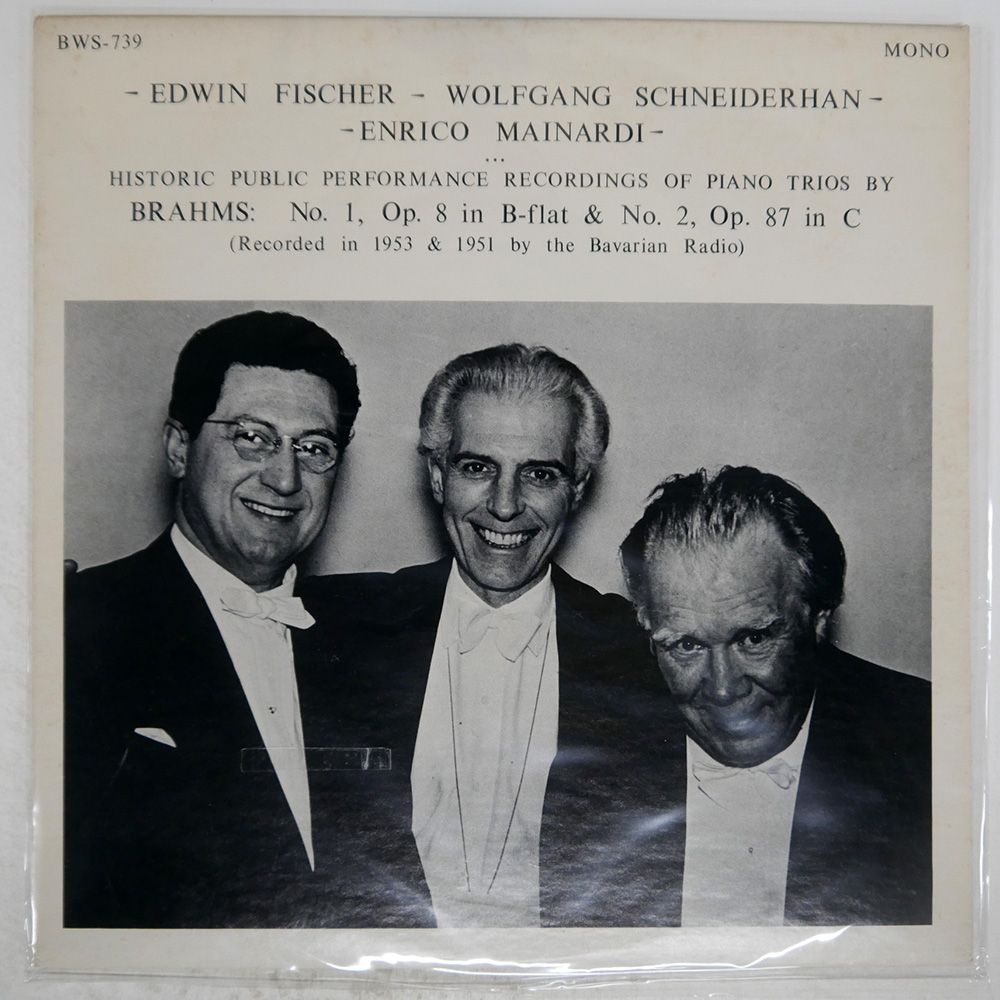 BWS-739
MONO
- EDWIN FISCHER - WOLFGANG SCHNEIDERHAN -
- ENRICO MAINARDI -
...
HISTORIC PUBLIC PERFORMANCE RECORDINGS OF PIANO TRIOS BY
BRAHMS: No. 1, Op. 8 in B-flat & No. 2, Op. 87 in C
(Recorded in 1953 & 1951 by the Bavarian Radio)